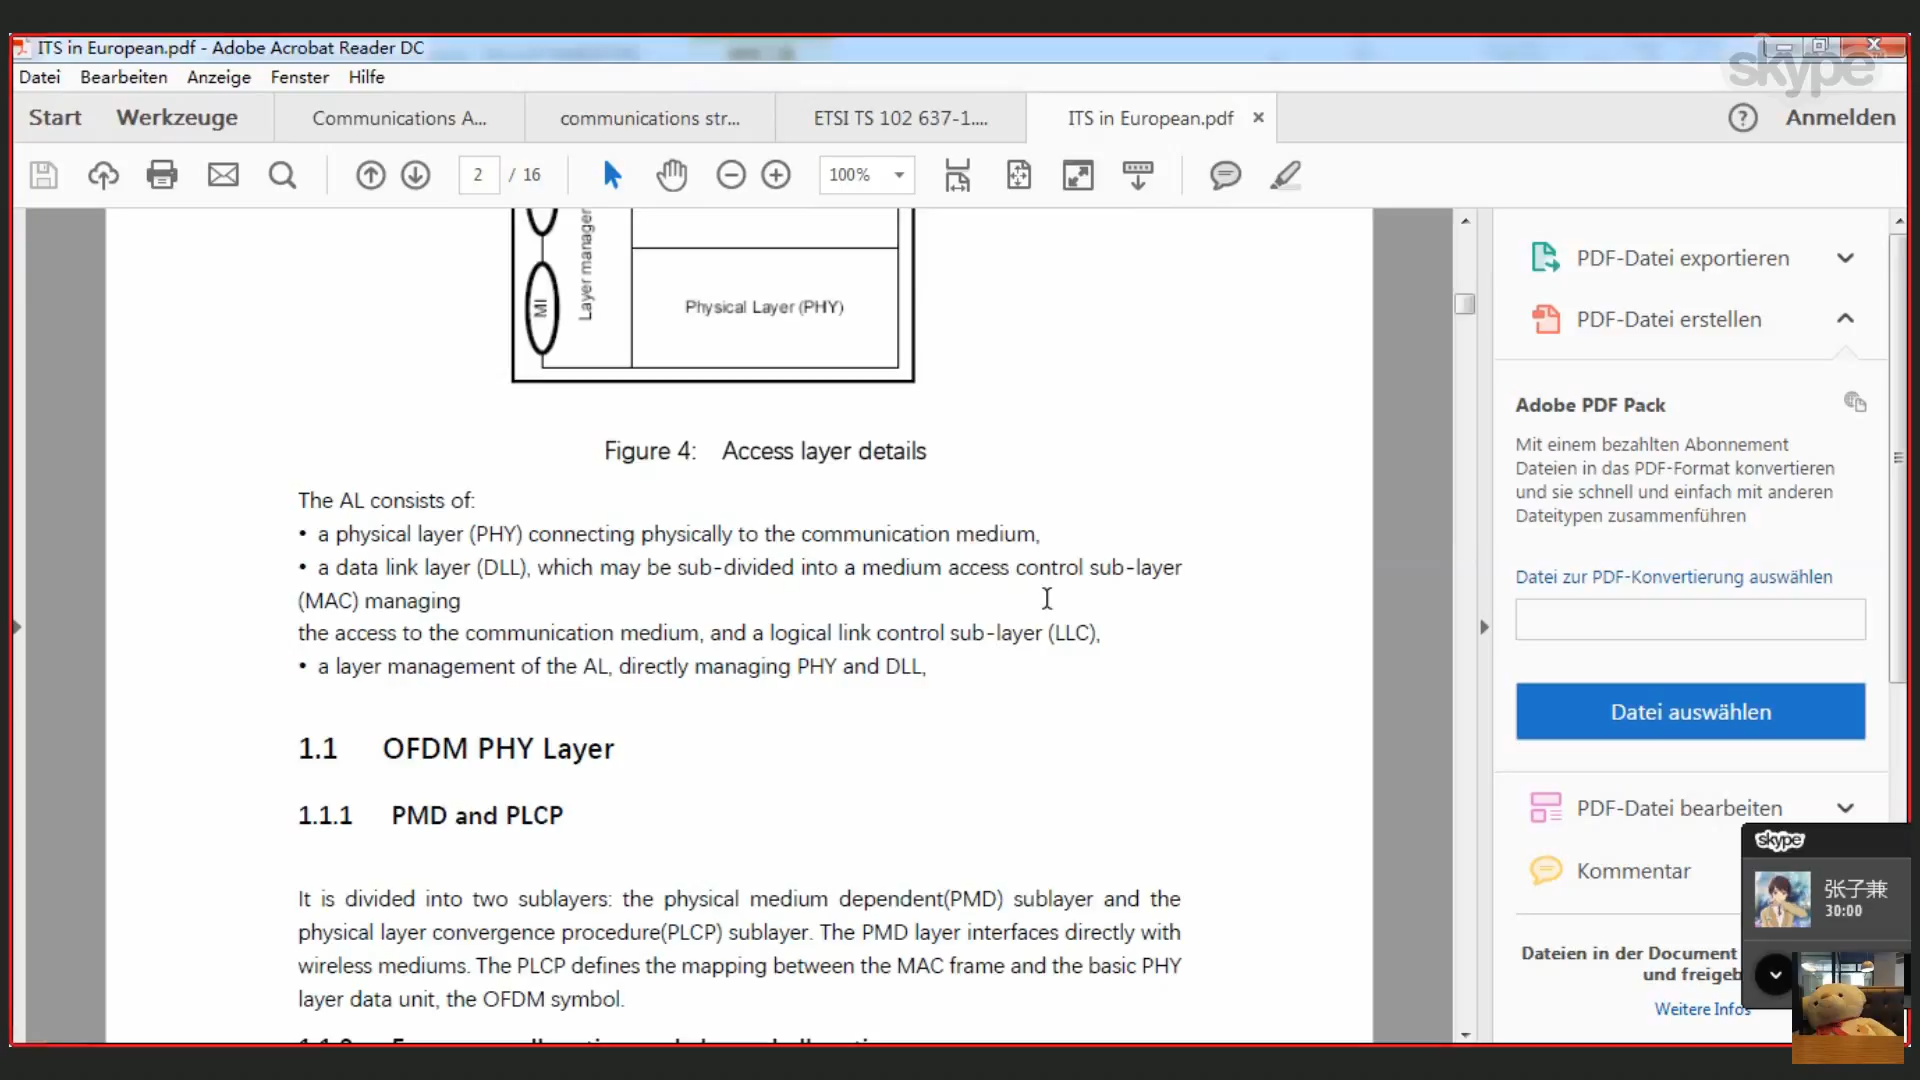 ITS in European.pdf - Adobe Acrobat Reader DC
skype
Datei Bearbeiten Anzeige Fenster Hilfe
Start Werkzeuge Communications A... communications str... ETSI TS 102 637-1.... ITS in European.pdf Anmelden
2 / 16 100%
Layer manager
MI
Physical Layer (PHY)
Figure 4: Access layer details
The AL consists of:
• a physical layer (PHY) connecting physically to the communication medium,
• a data link layer (DLL), which may be sub-divided into a medium access control sub-layer
(MAC) managing
the access to the communication medium, and a logical link control sub-layer (LLC),
• a layer management of the AL, directly managing PHY and DLL,
1.1 OFDM PHY Layer
1.1.1 PMD and PLCP
It is divided into two sublayers: the physical medium dependent(PMD) sublayer and the
physical layer convergence procedure(PLCP) sublayer. The PMD layer interfaces directly with
wireless mediums. The PLCP defines the mapping between the MAC frame and the basic PHY
layer data unit, the OFDM symbol.
PDF-Datei exportieren
PDF-Datei erstellen
Adobe PDF Pack
Mit einem bezahlten Abonnement
Dateien in das PDF-Format konvertieren
und sie schnell und einfach mit anderen
Dateitypen zusammenführen
Datei zur PDF-Konvertierung auswählen
Datei auswählen
PDF-Datei bearbeiten
Kommentar
Dateien in der Document
und freigeb
Weitere Infos
skype
张子兼
30:00